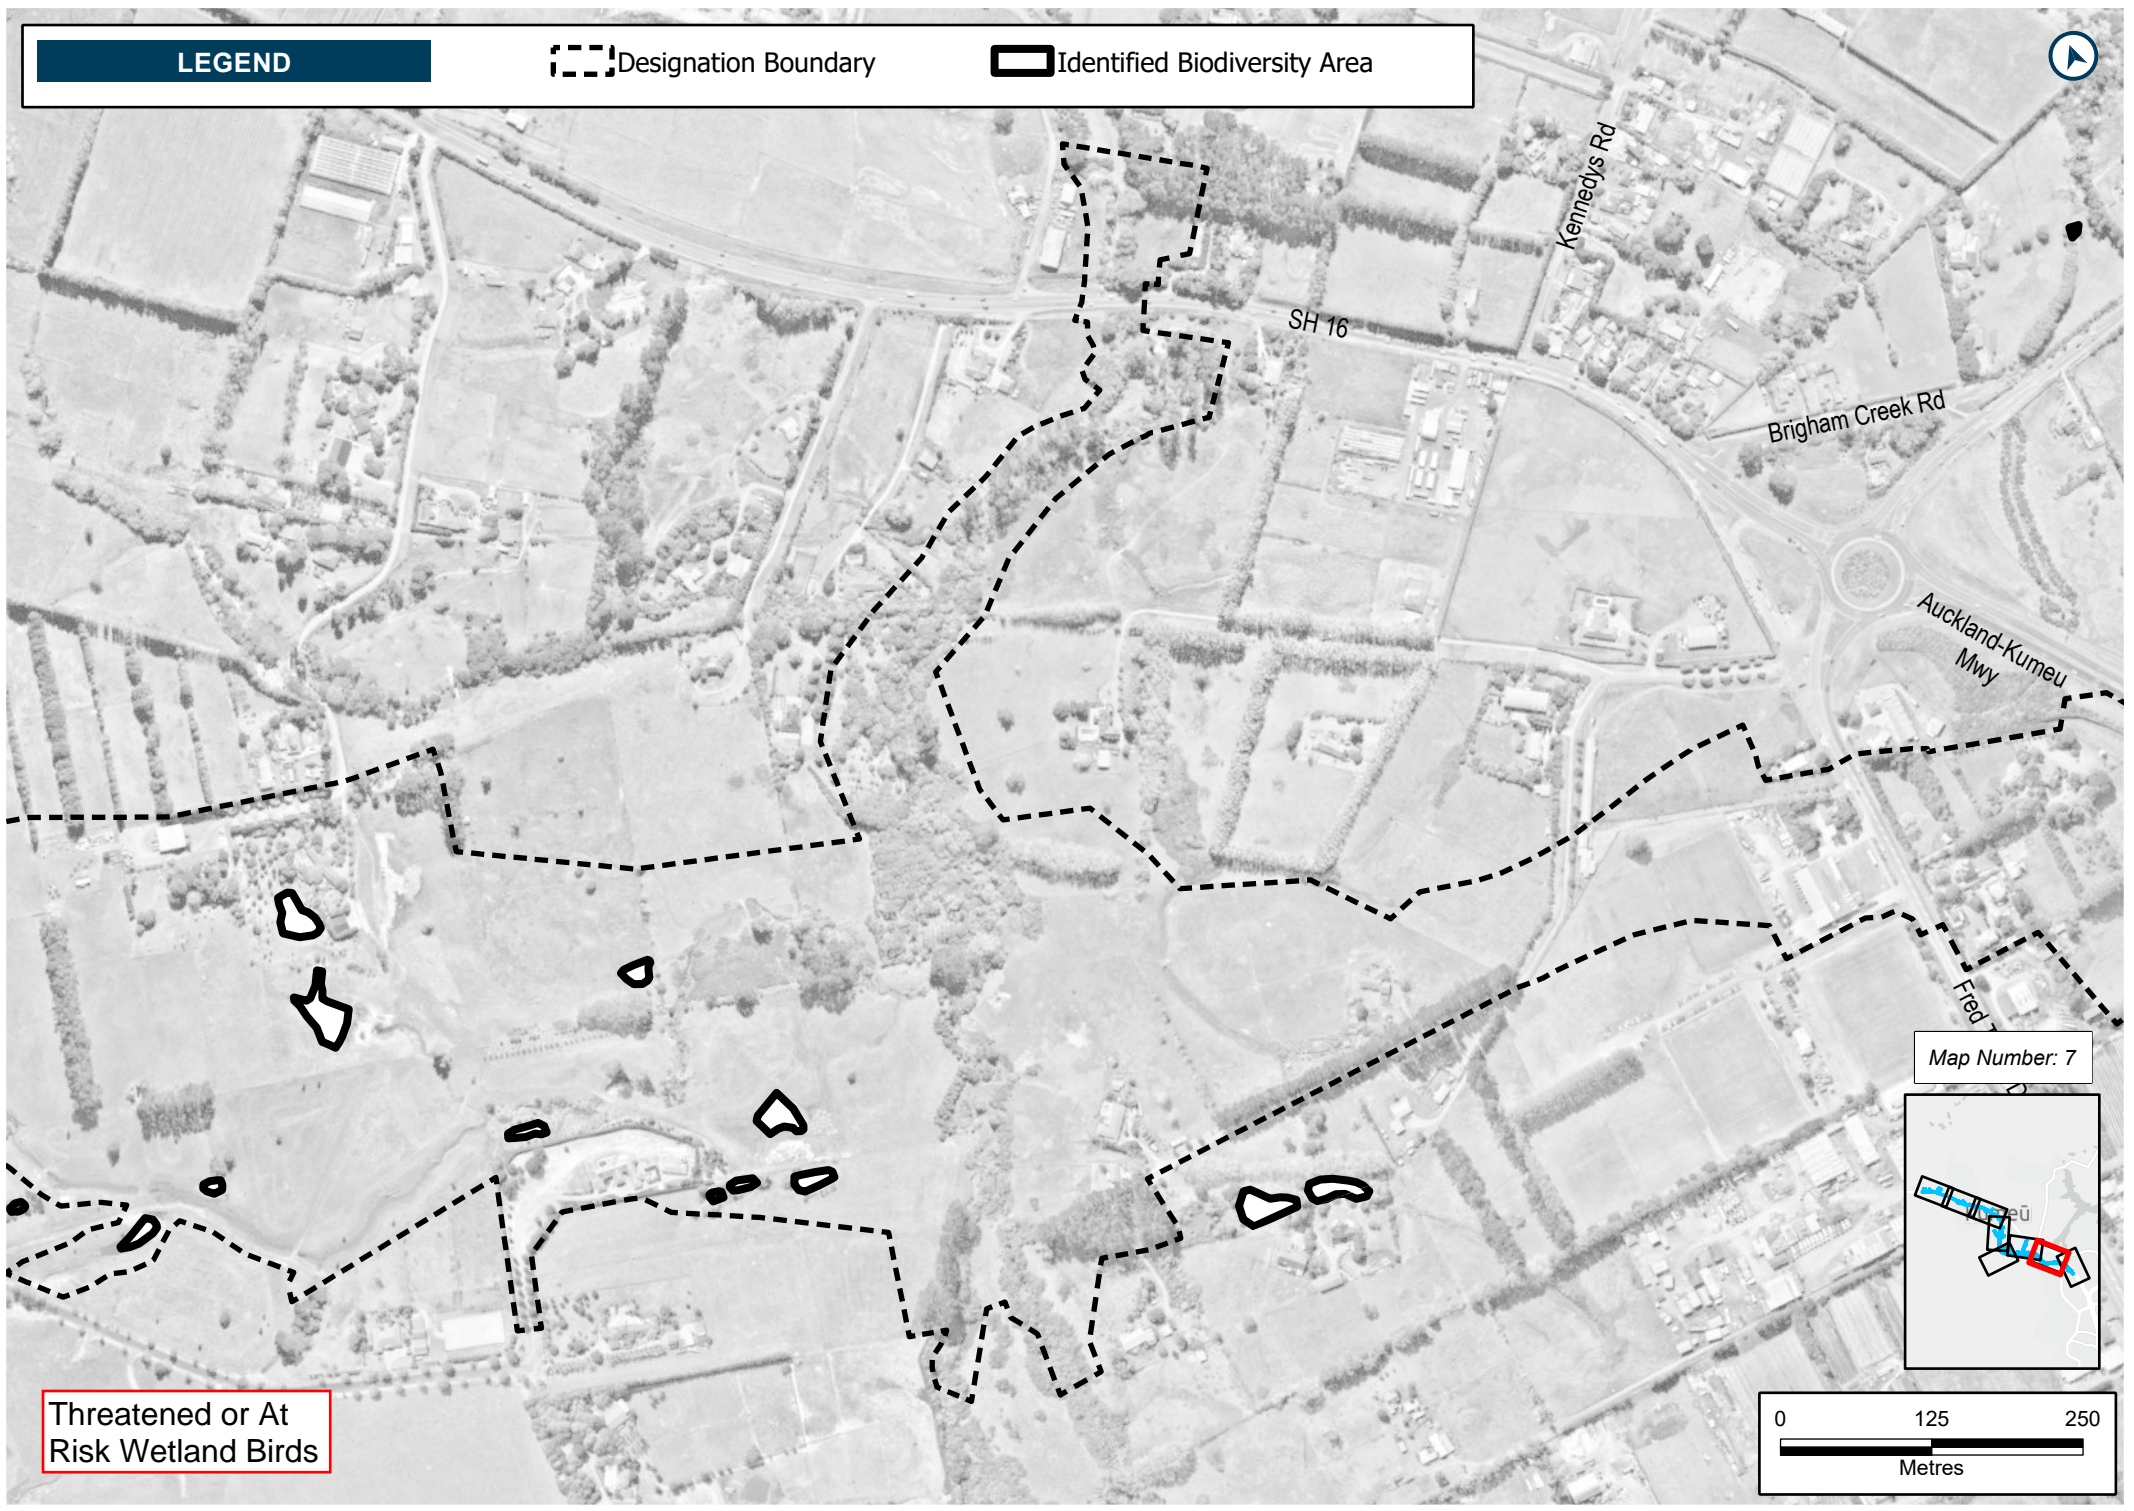 LEGEND
Designation Boundary
Identified Biodiversity Area
Kennedys Rd
SH 16
Brigham Creek Rd
Auckland-Kumeu
Mwy
Fred
Map Number: 7
Threatened or At
Risk Wetland Birds
0 125 250
Metres